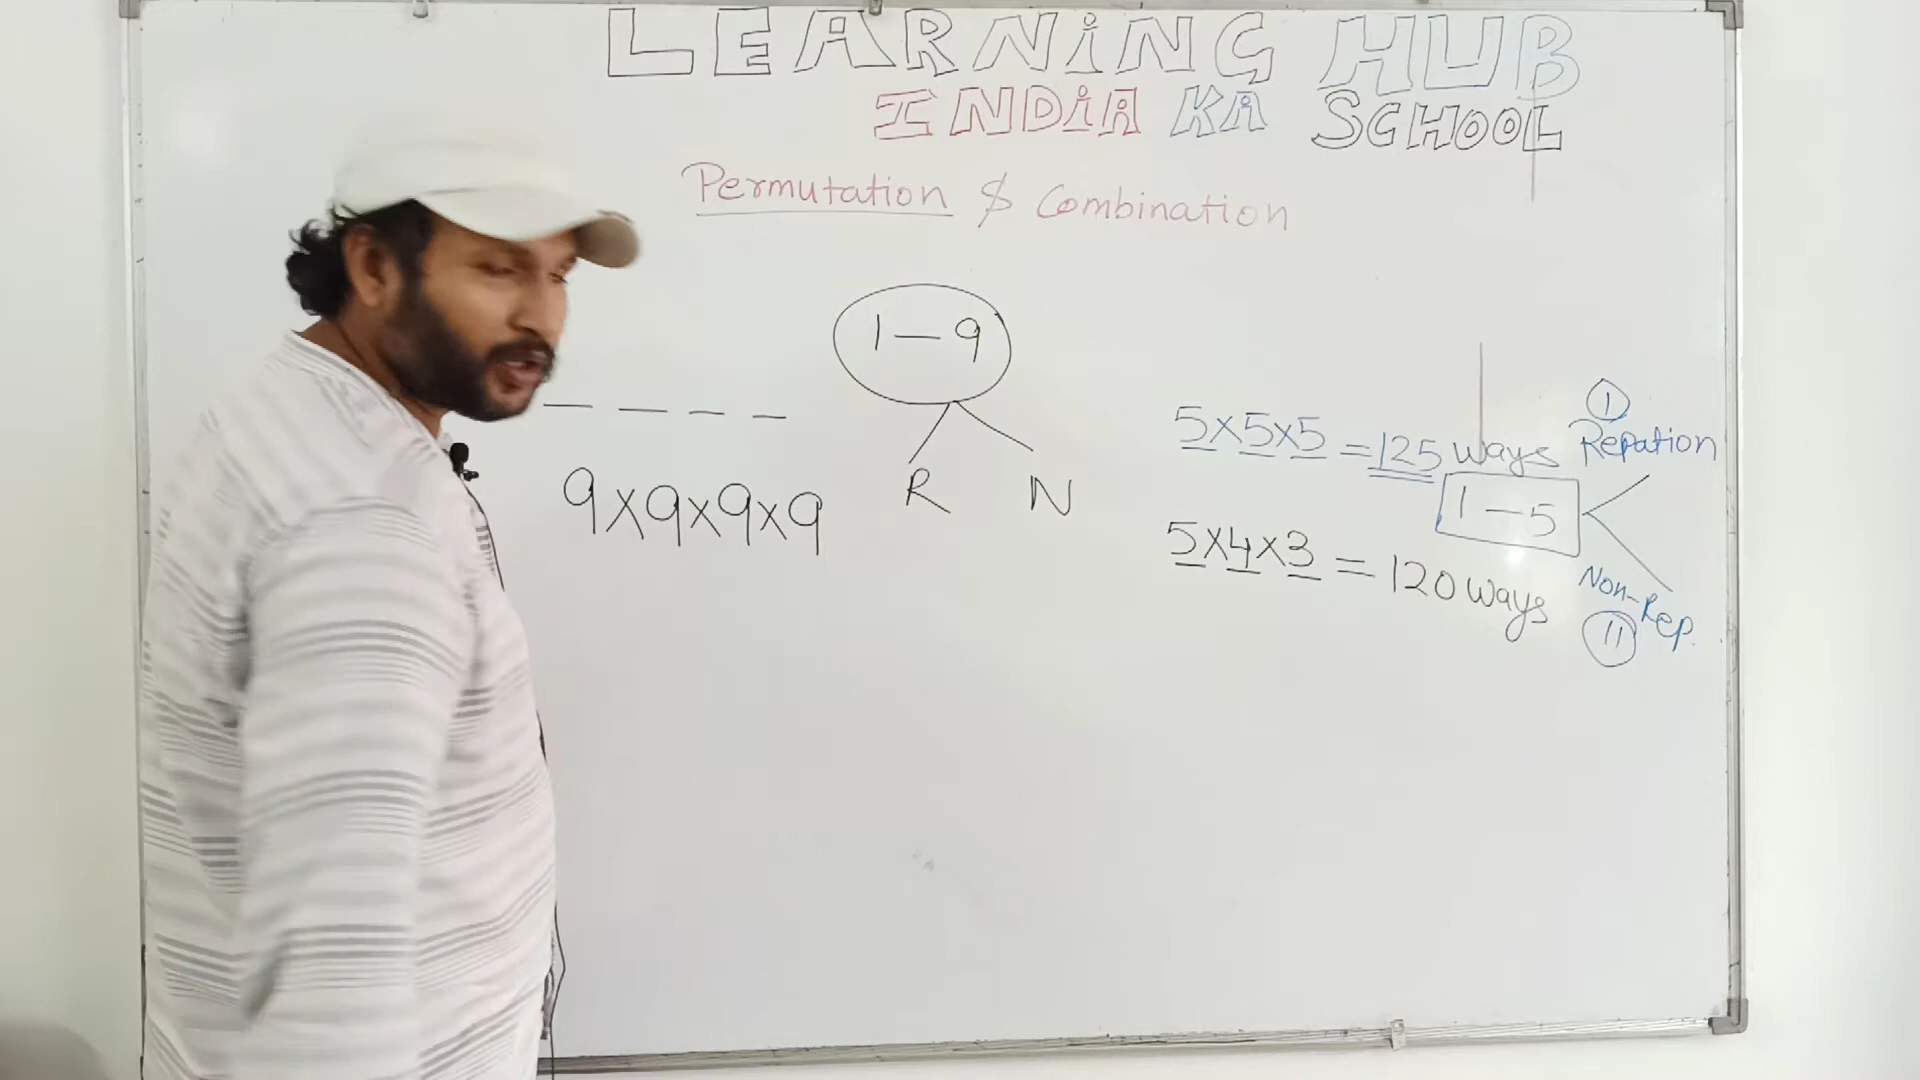 LEARNiNG HUB
INDiA KA SCHOOL
Permutation & Combination
1 — 9
R N
— — — —
9x9x9x9
5x5x5 = 125 ways
5x4x3 = 120 ways
1 — 5
1
Repation
Non-Rep.
11